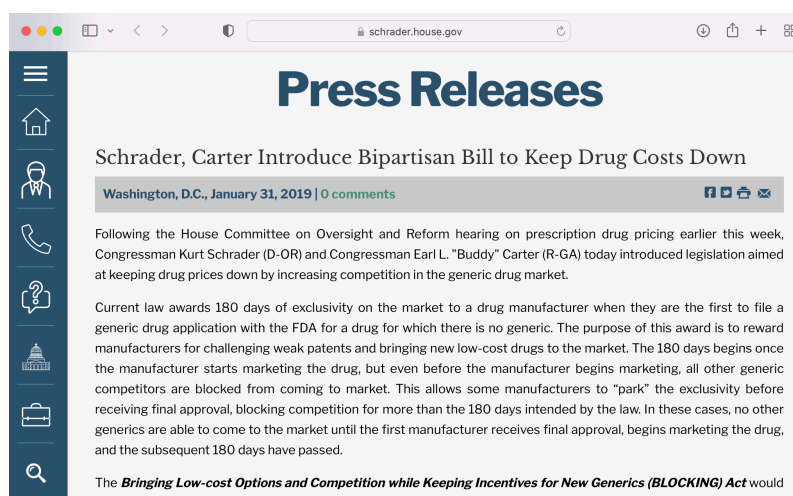 schrader.house.gov
Press Releases
Schrader, Carter Introduce Bipartisan Bill to Keep Drug Costs Down
Washington, D.C., January 31, 2019 | 0 comments
Following the House Committee on Oversight and Reform hearing on prescription drug pricing earlier this week,
Congressman Kurt Schrader (D-OR) and Congressman Earl L. "Buddy" Carter (R-GA) today introduced legislation aimed
at keeping drug prices down by increasing competition in the generic drug market.
Current law awards 180 days of exclusivity on the market to a drug manufacturer when they are the first to file a
generic drug application with the FDA for a drug for which there is no generic. The purpose of this award is to reward
manufacturers for challenging weak patents and bringing new low-cost drugs to the market. The 180 days begins once
the manufacturer starts marketing the drug, but even before the manufacturer begins marketing, all other generic
competitors are blocked from coming to market. This allows some manufacturers to “park” the exclusivity before
receiving final approval, blocking competition for more than the 180 days intended by the law. In these cases, no other
generics are able to come to the market until the first manufacturer receives final approval, begins marketing the drug,
and the subsequent 180 days have passed.
The Bringing Low-cost Options and Competition while Keeping Incentives for New Generics (BLOCKING) Act would